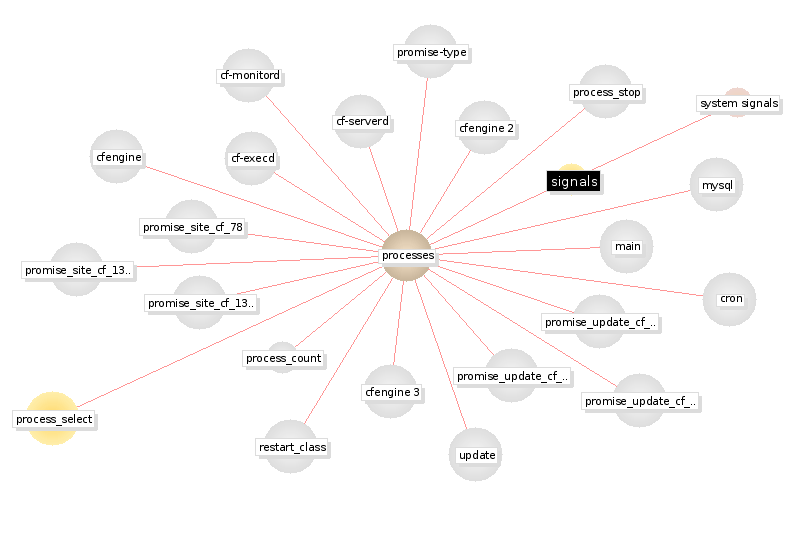 promise-type
cf-monitord
process_stop
system signals
cf-serverd
cfengine 2
cfengine
cf-execd
signals
mysql
promise_site_cf_78
main
processes
promise_site_cf_13..
cron
promise_site_cf_13..
promise_update_cf_..
process_count
promise_update_cf_..
cfengine 3
promise_update_cf_..
process_select
restart_class
update